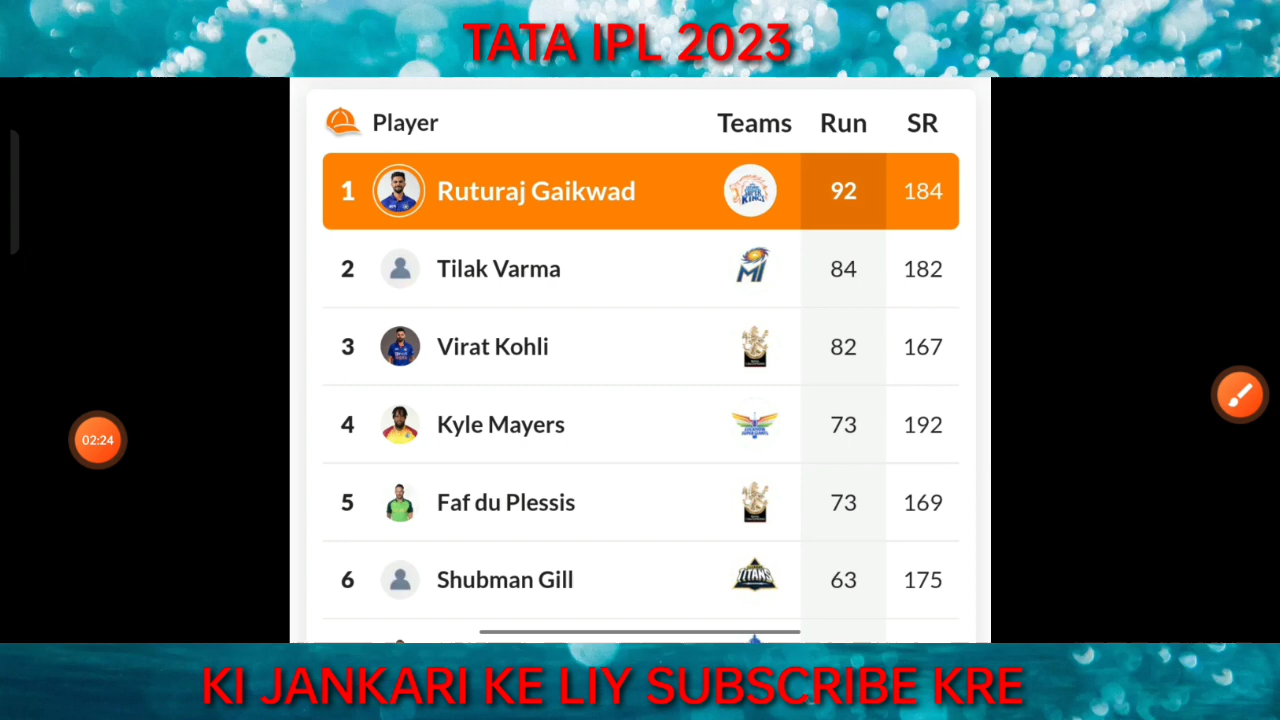 TATA IPL 2023
Player Teams Run SR
1 Ruturaj Gaikwad 92 184
2 Tilak Varma MI 84 182
3 Virat Kohli 82 167
4 Kyle Mayers 73 192
5 Faf du Plessis 73 169
6 Shubman Gill TITANS 63 175
02:24
KI JANKARI KE LIY SUBSCRIBE KRE